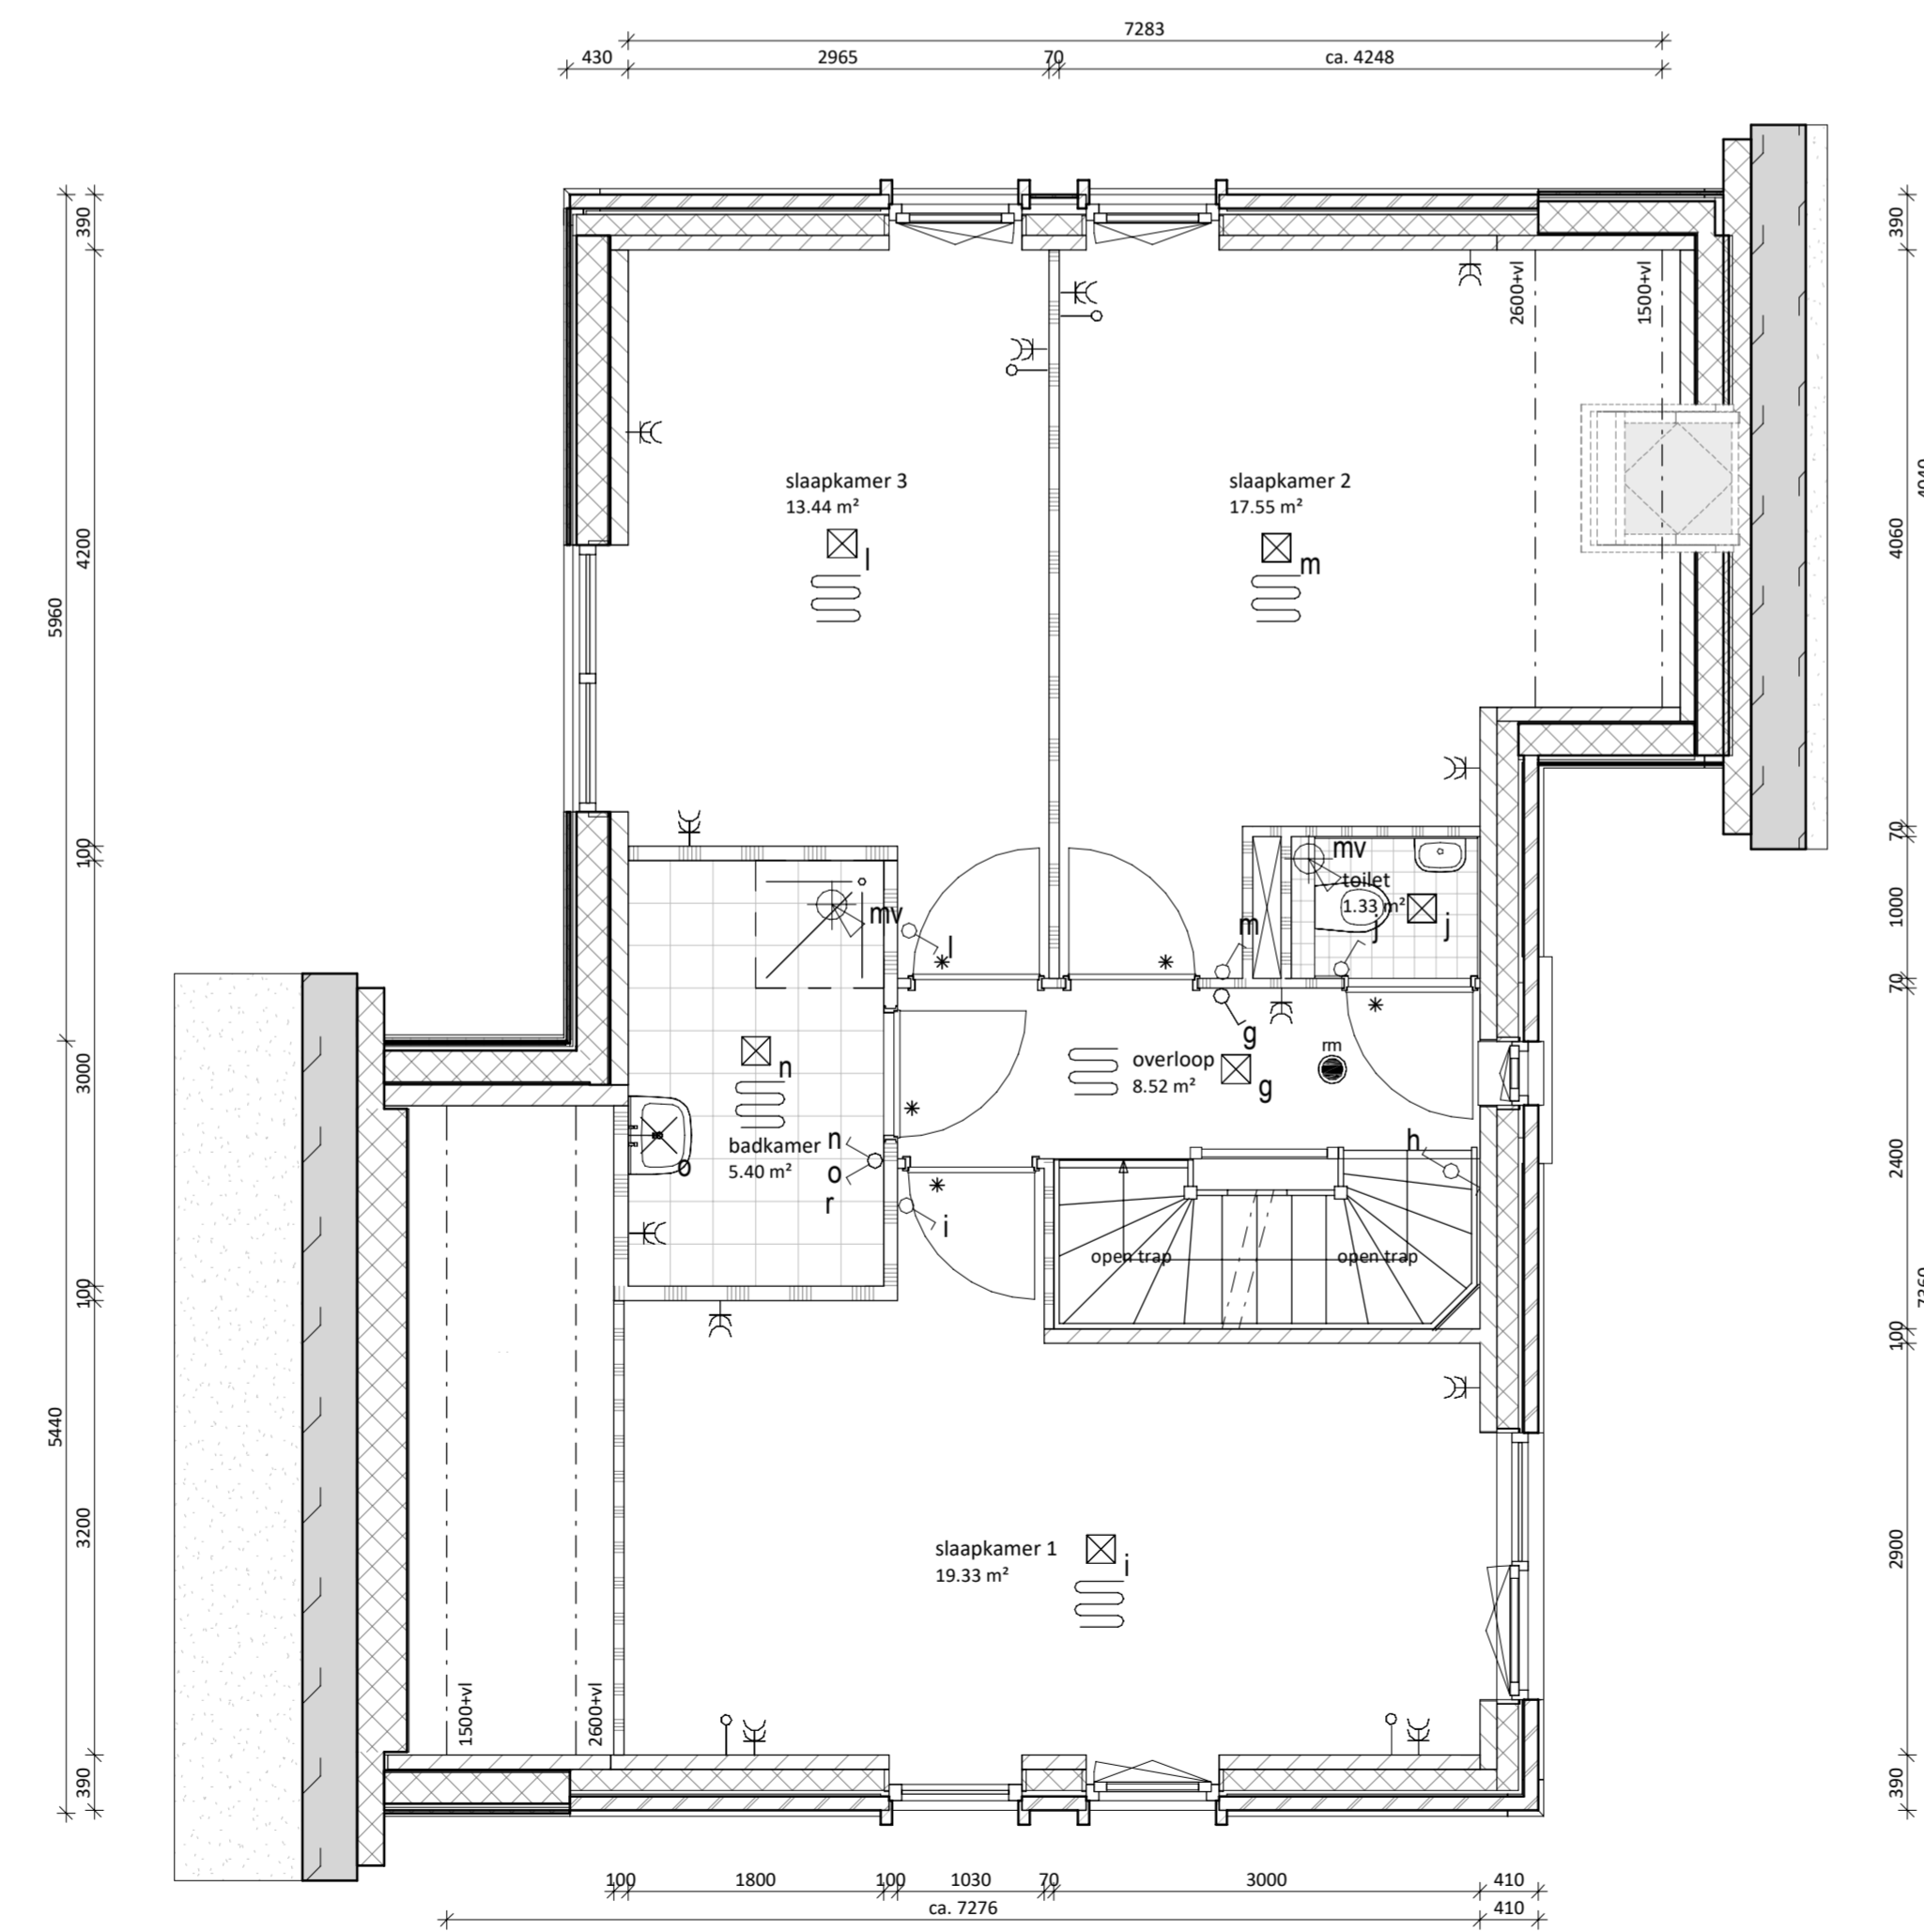 7283
430 2965 70 ca. 4248
390
390
2600+vl
1500+vl
slaapkamer 3
13.44 m²
l
slaapkamer 2
17.55 m²
m
4200
4060
5960
100
70
mv
toilet
1.33 m²
j
j
mv
l
m
1000
70
g
rm
overloop
8.52 m²
g
n
3000
badkamer
5.40 m²
n
o
o
r
h
2400
i
open trap
open trap
100
100
5440
3200
slaapkamer 1
19.33 m²
i
2900
1500+vl
2600+vl
390
390
100 1800 100 1030 70 3000 410
ca. 7276 410